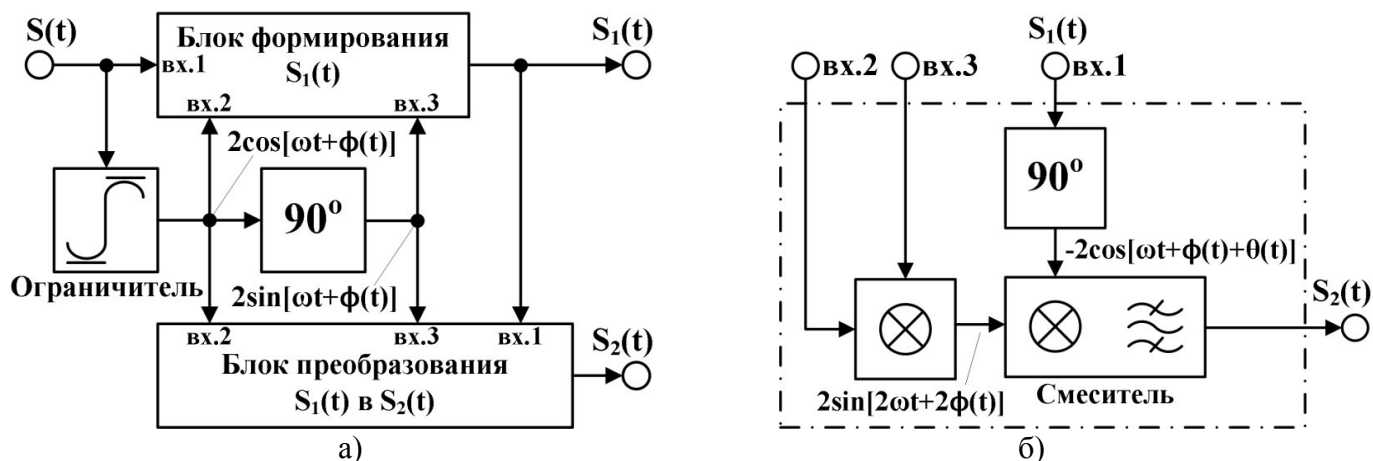 S(t)
Блок формирования
S₁(t)
вх.1
вх.2
вх.3
S₁(t)
2cos[ωt+ϕ(t)]
90º
Ограничитель
2sin[ωt+ϕ(t)]
вх.2
вх.3
вх.1
Блок преобразования
S₁(t) в S₂(t)
S₂(t)
а)
вх.2
вх.3
S₁(t)
вх.1
90º
-2cos[ωt+ϕ(t)+θ(t)]
2sin[2ωt+2ϕ(t)]
Смеситель
S₂(t)
б)